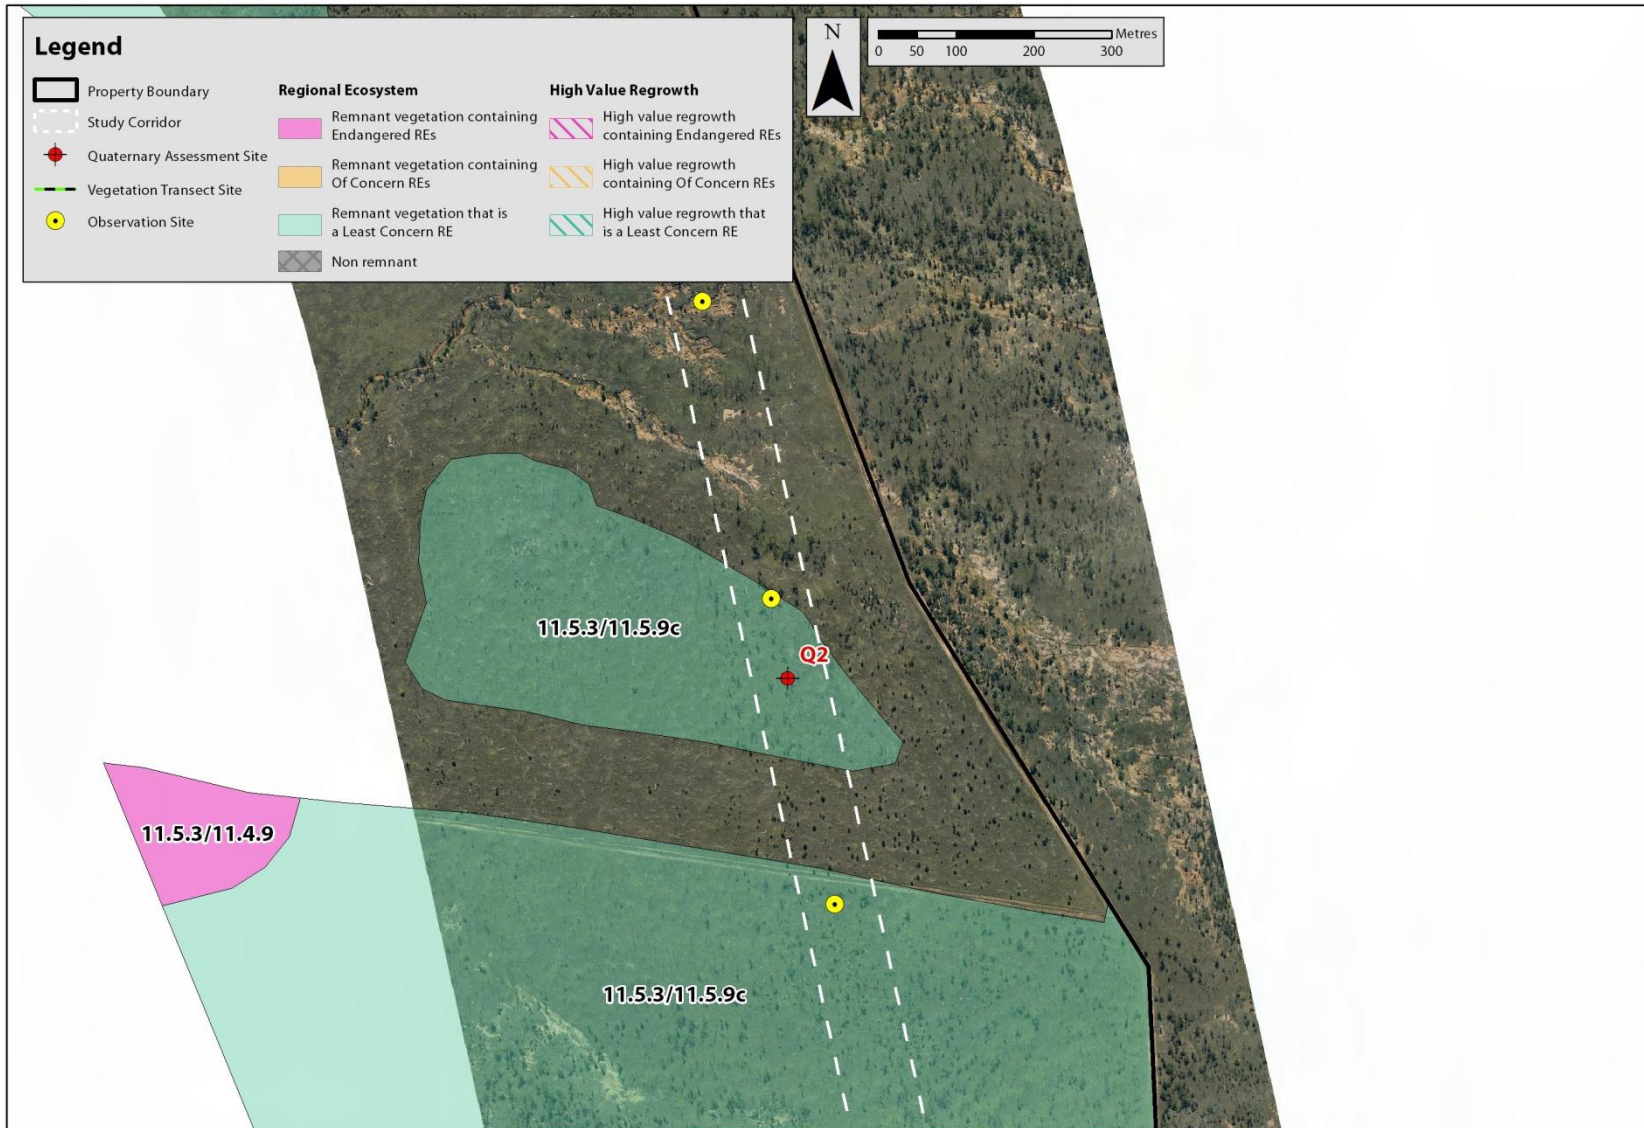 Legend
Property Boundary
Study Corridor
Quaternary Assessment Site
Vegetation Transect Site
Observation Site
Regional Ecosystem
Remnant vegetation containing
Endangered REs
Remnant vegetation containing
Of Concern REs
Remnant vegetation that is
a Least Concern RE
Non remnant
High Value Regrowth
High value regrowth
containing Endangered REs
High value regrowth
containing Of Concern REs
High value regrowth that
is a Least Concern RE
N
Metres
0 50 100 200 300
11.5.3/11.5.9c
Q2
11.5.3/11.4.9
11.5.3/11.5.9c